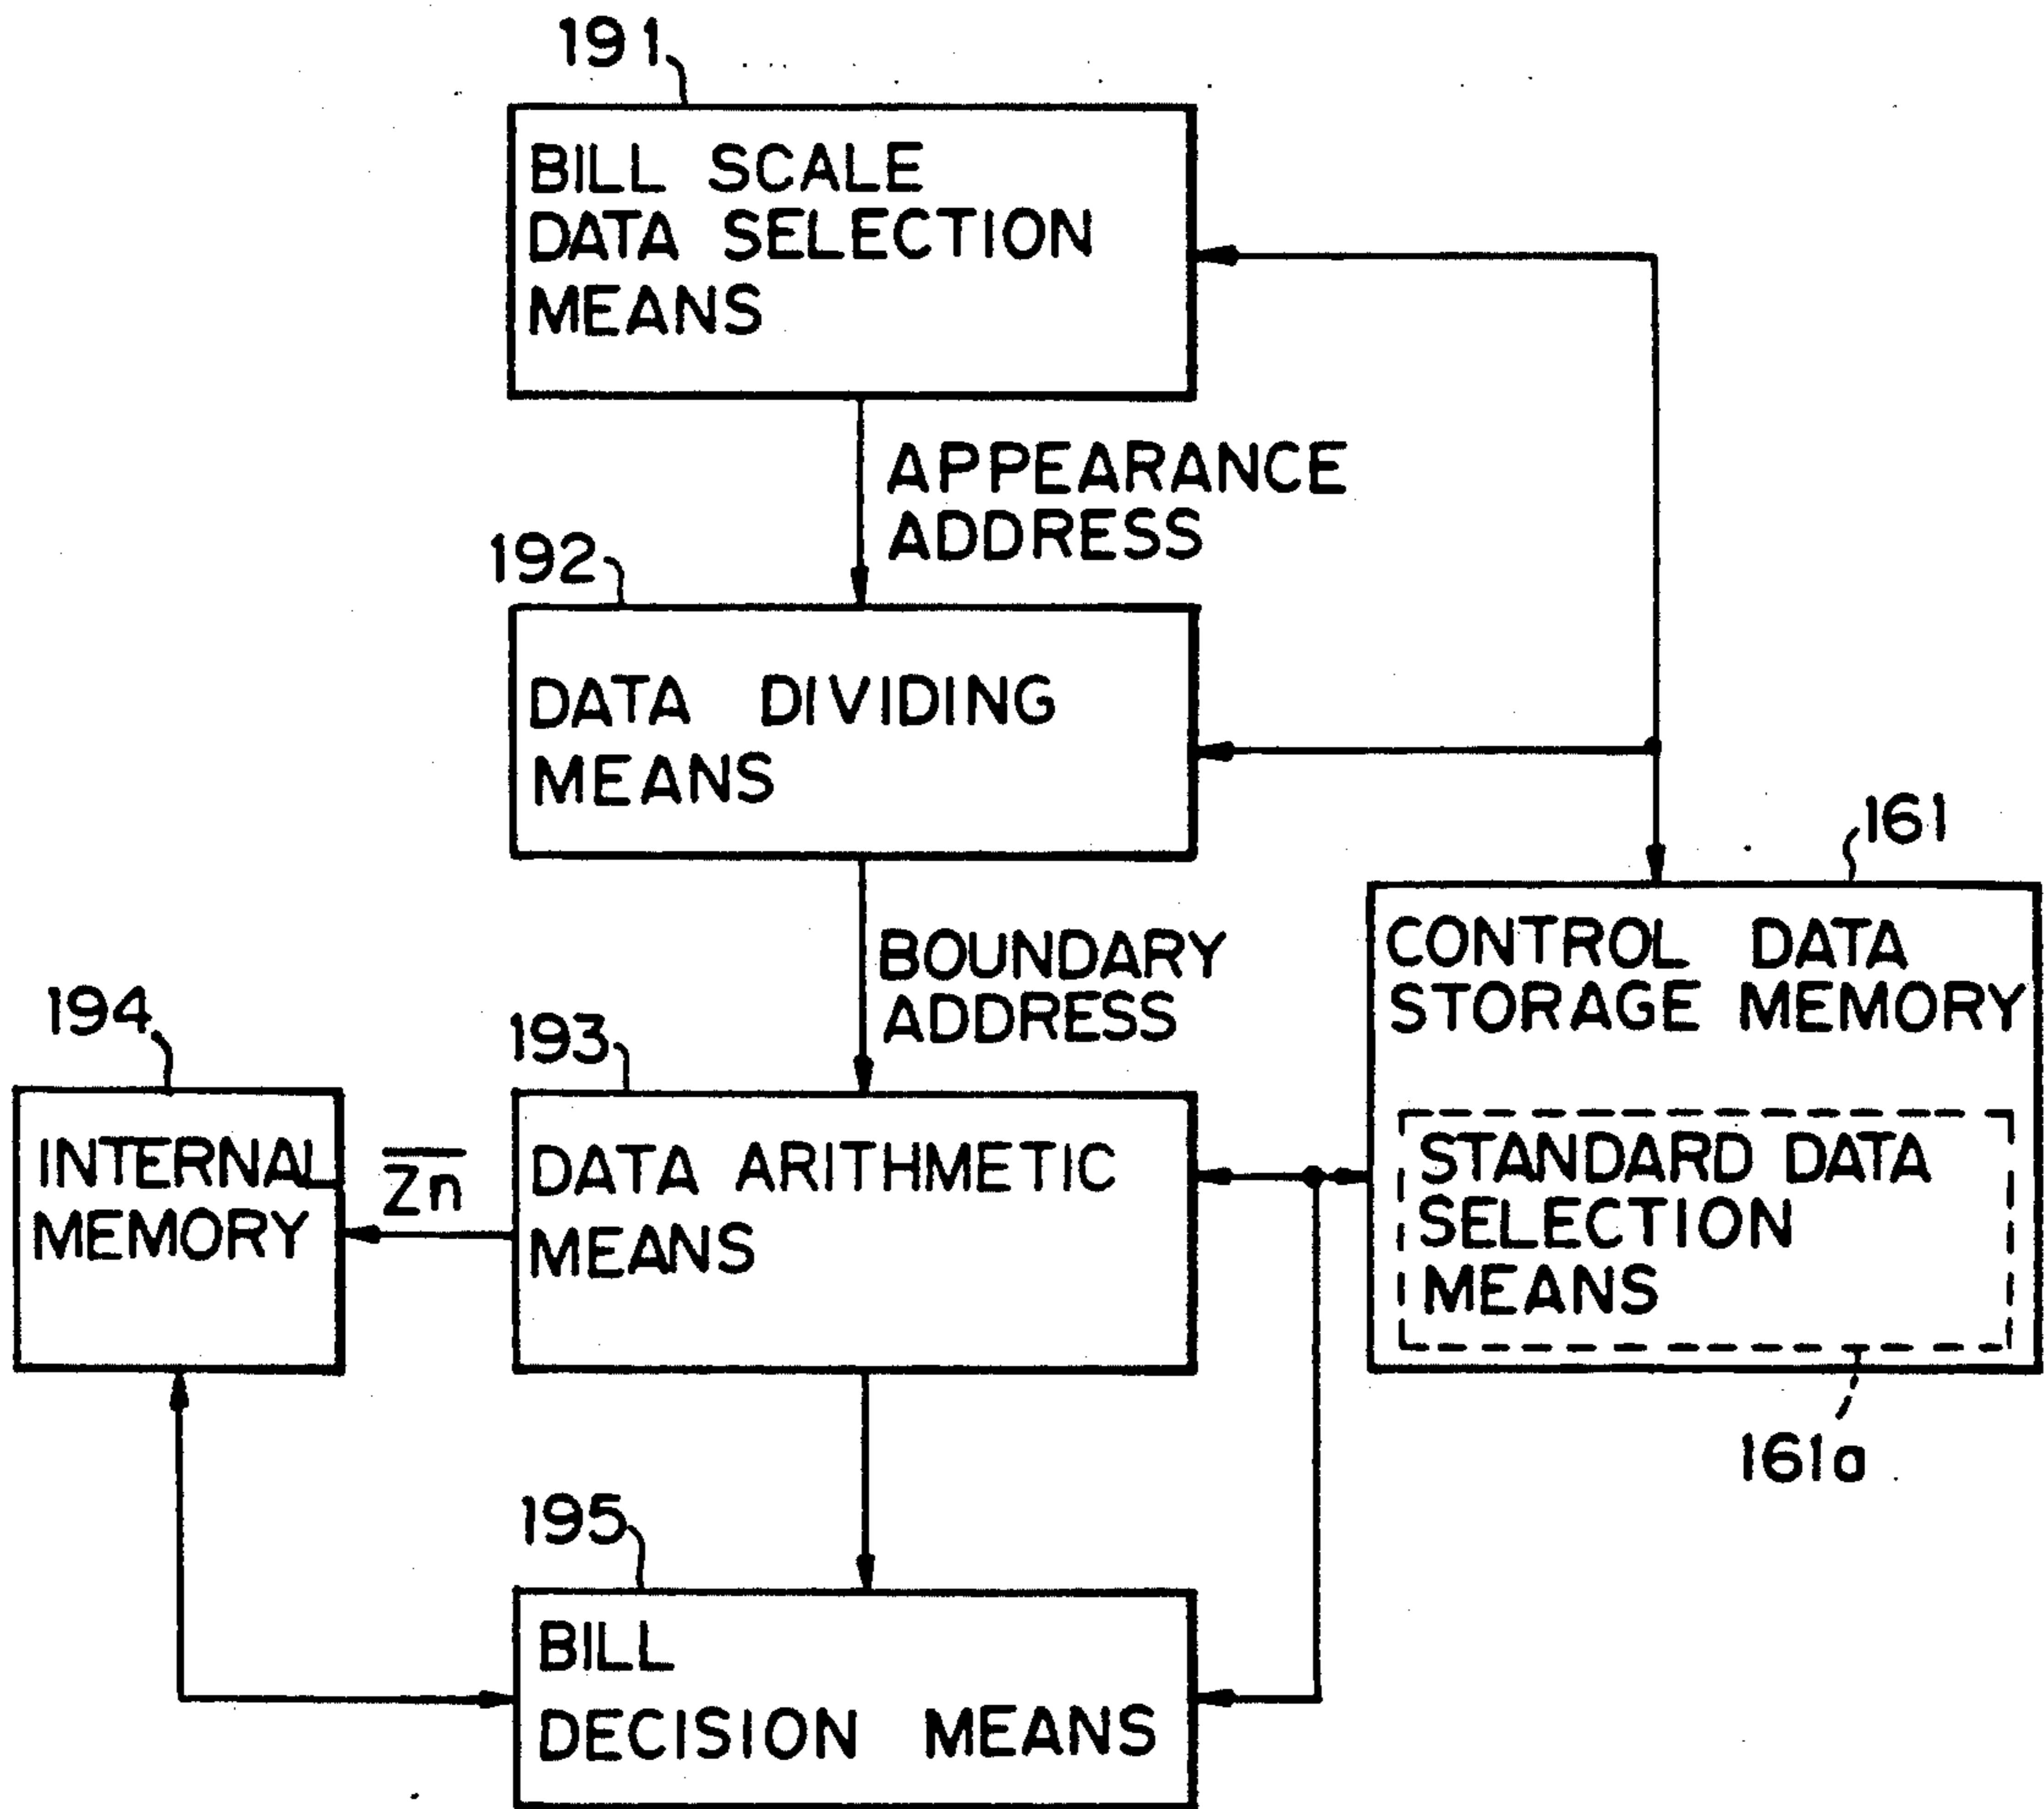 191
BILL SCALE
DATA SELECTION
MEANS
APPEARANCE
ADDRESS
192
DATA DIVIDING
MEANS
BOUNDARY
ADDRESS
161
CONTROL DATA
STORAGE MEMORY
STANDARD DATA
SELECTION
MEANS
161a
194
INTERNAL
MEMORY
Z̅n̅
193
DATA ARITHMETIC
MEANS
195
BILL
DECISION MEANS